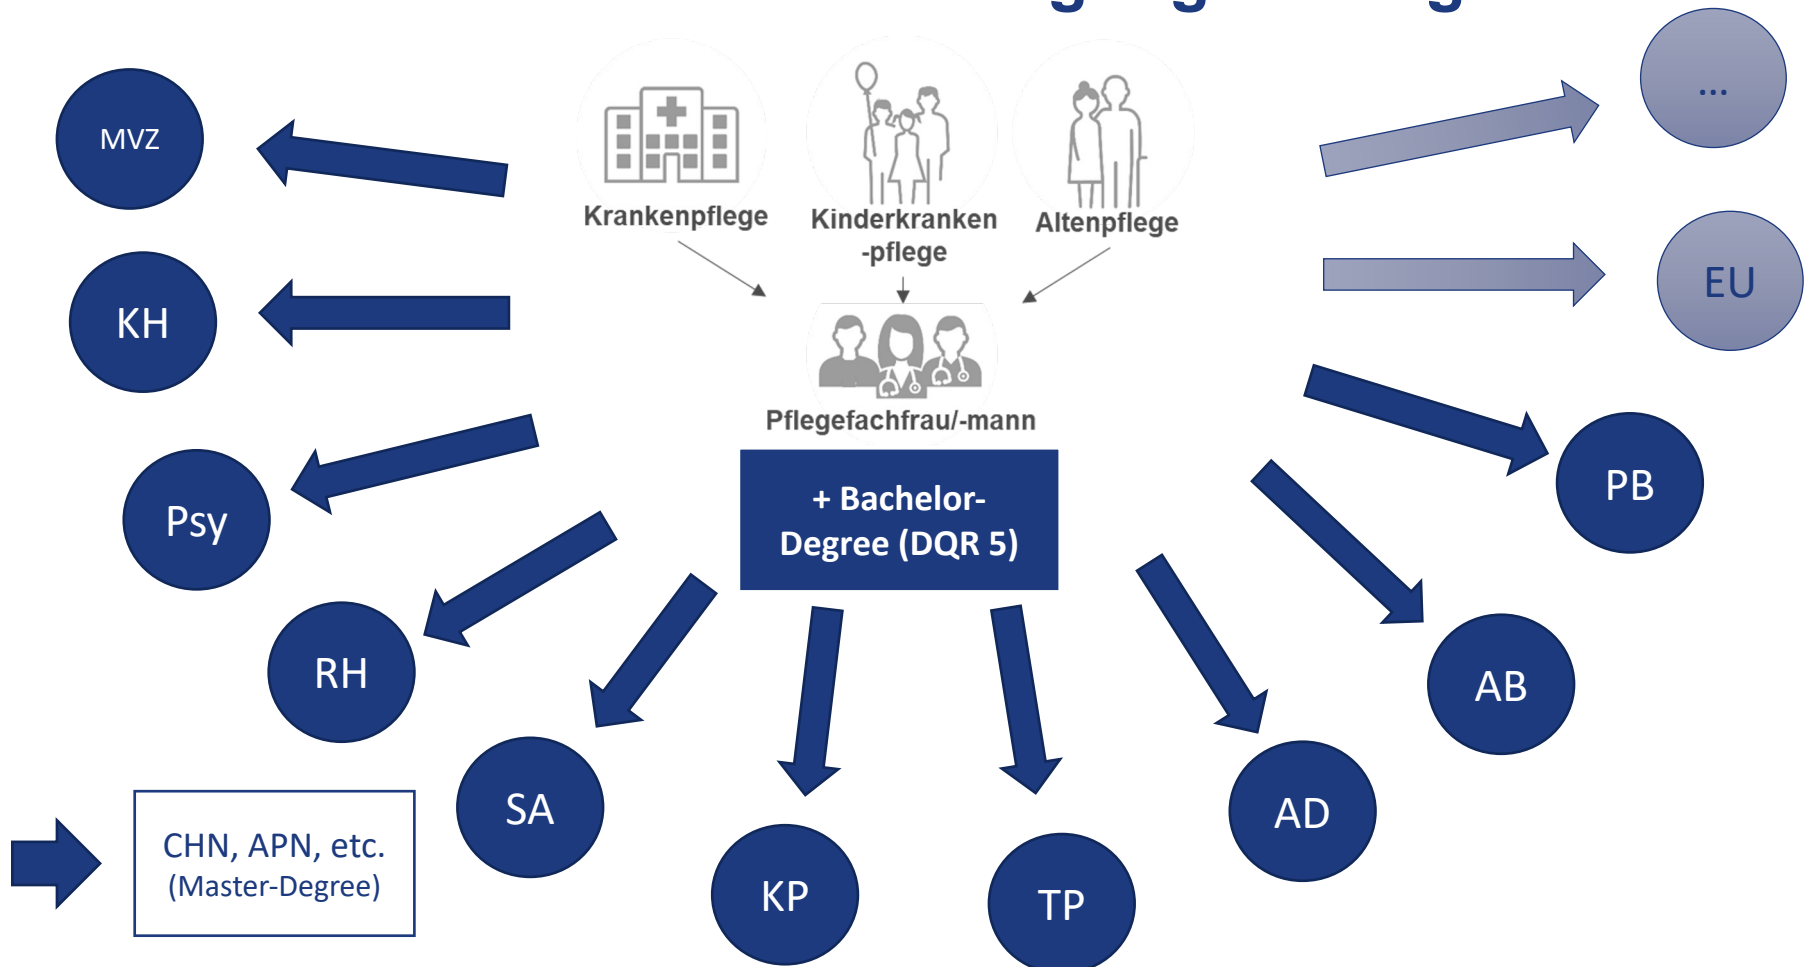 ...
MVZ
Krankenpflege
Kinderkranken
-pflege
Altenpflege
EU
KH
Pflegefachfrau/-mann
+ Bachelor-
Degree (DQR 5)
PB
Psy
RH
AB
SA
AD
CHN, APN, etc.
(Master-Degree)
KP
TP